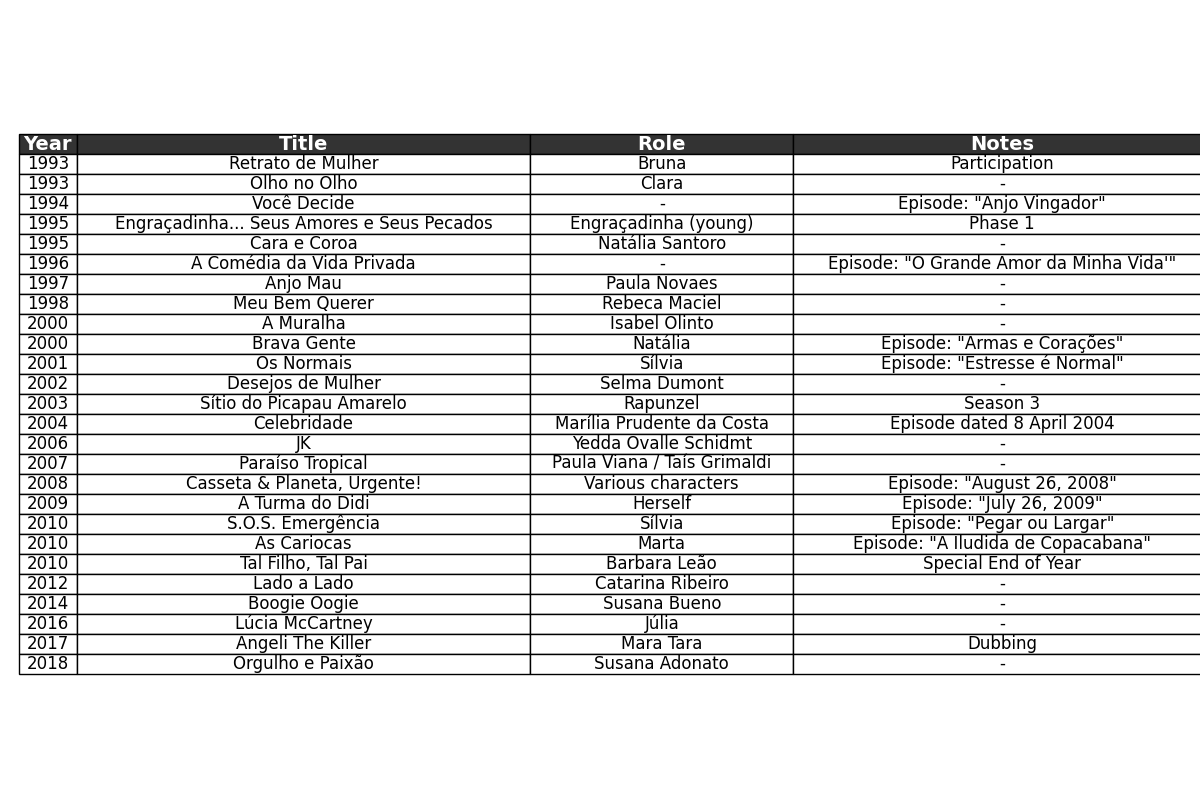 Year Title Role Notes
1993 Retrato de Mulher Bruna Participation
1993 Olho no Olho Clara -
1994 Você Decide - Episode: "Anjo Vingador"
1995 Engraçadinha... Seus Amores e Seus Pecados Engraçadinha (young) Phase 1
1995 Cara e Coroa Natália Santoro -
1996 A Comédia da Vida Privada - Episode: "O Grande Amor da Minha Vida'"
1997 Anjo Mau Paula Novaes -
1998 Meu Bem Querer Rebeca Maciel -
2000 A Muralha Isabel Olinto -
2000 Brava Gente Natália Episode: "Armas e Corações"
2001 Os Normais Sílvia Episode: "Estresse é Normal"
2002 Desejos de Mulher Selma Dumont -
2003 Sítio do Picapau Amarelo Rapunzel Season 3
2004 Celebridade Marília Prudente da Costa Episode dated 8 April 2004
2006 JK Yedda Ovalle Schidmt -
2007 Paraíso Tropical Paula Viana / Taís Grimaldi -
2008 Casseta & Planeta, Urgente! Various characters Episode: "August 26, 2008"
2009 A Turma do Didi Herself Episode: "July 26, 2009"
2010 S.O.S. Emergência Sílvia Episode: "Pegar ou Largar"
2010 As Cariocas Marta Episode: "A Iludida de Copacabana"
2010 Tal Filho, Tal Pai Barbara Leão Special End of Year
2012 Lado a Lado Catarina Ribeiro -
2014 Boogie Oogie Susana Bueno -
2016 Lúcia McCartney Júlia -
2017 Angeli The Killer Mara Tara Dubbing
2018 Orgulho e Paixão Susana Adonato -